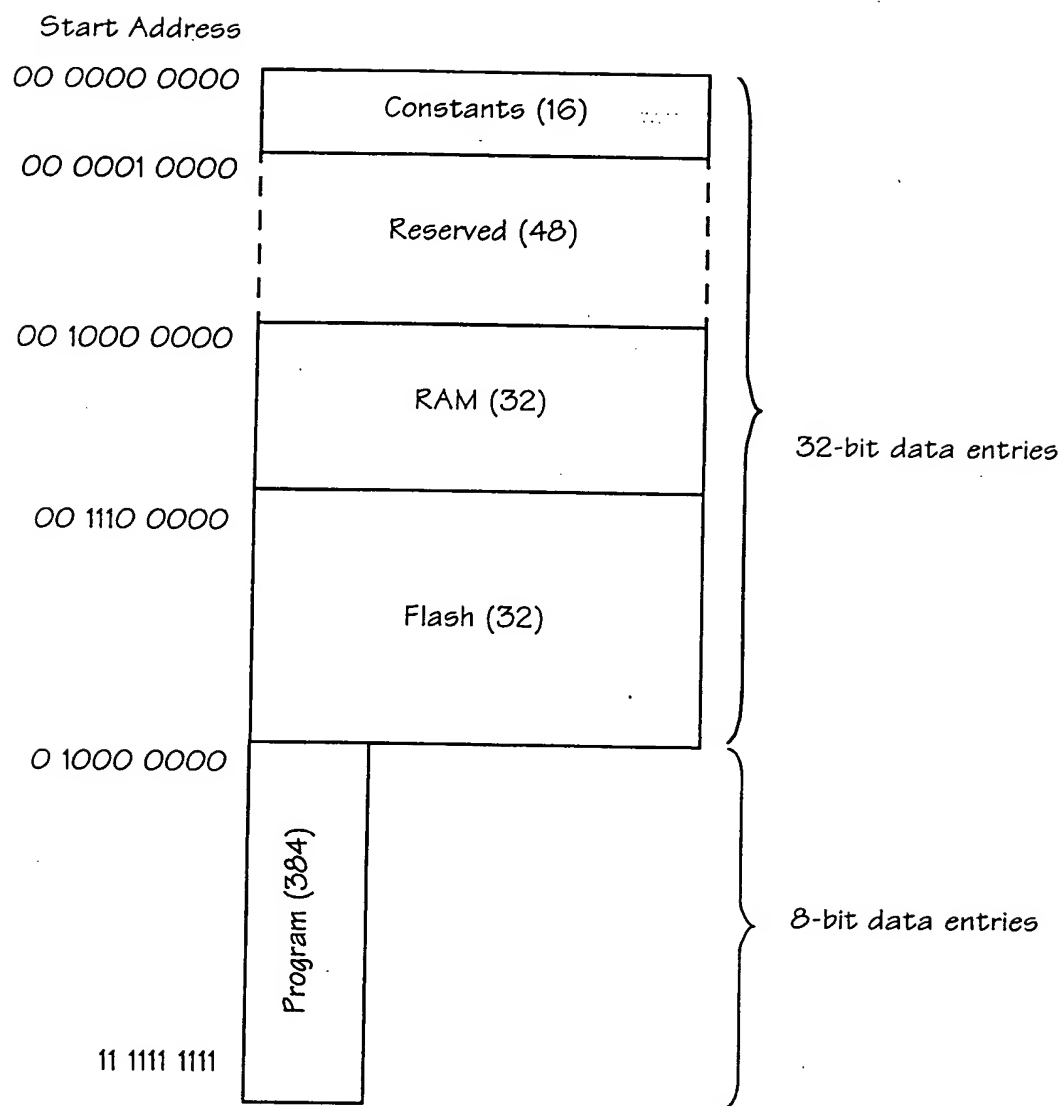 Start Address
00 0000 0000
Constants (16)
00 0001 0000
Reserved (48)
00 1000 0000
RAM (32)
32-bit data entries
00 1110 0000
Flash (32)
0 1000 0000
Program (384)
8-bit data entries
11 1111 1111